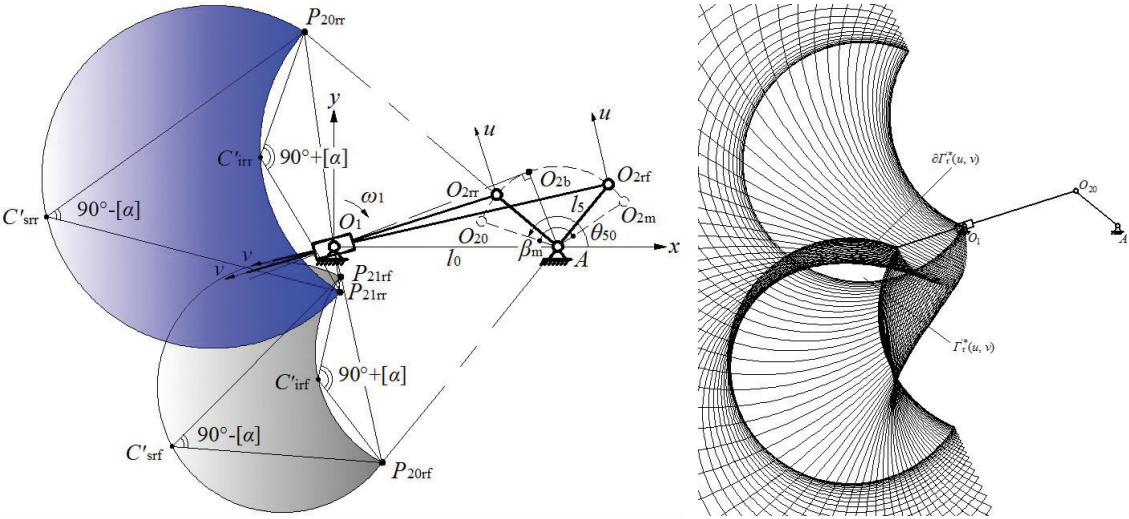 P20rr
y
u
u
C'irr
90°+[α]
O2rr
O2b
O2rf
ω1
l5
O2m
C'srr
90°-[α]
O1
O20
βm
θ50
x
v
v
l0
A
P21rf
P21rr
C'irf
90°+[α]
C'srf
90°-[α]
P20rf
∂Γr'*(u, v)
O20
O1
A
Γr'*(u, v)